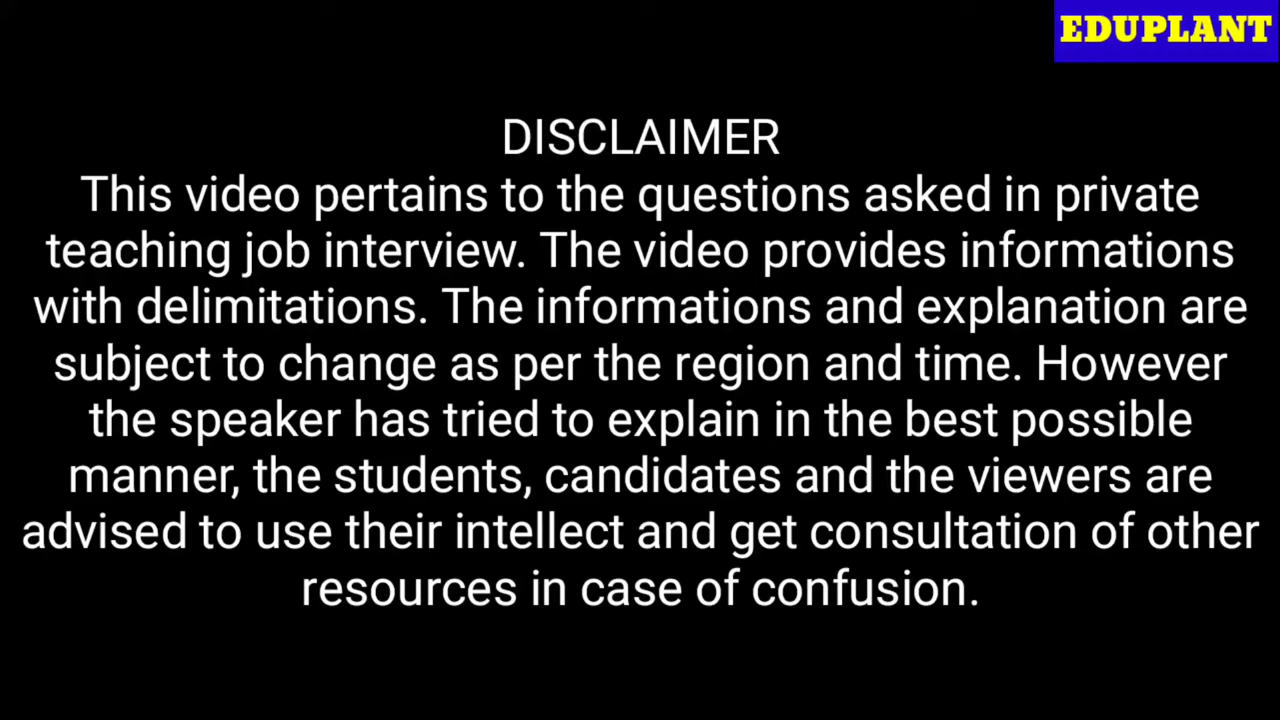 EDUPLANT
DISCLAIMER
This video pertains to the questions asked in private
teaching job interview. The video provides informations
with delimitations. The informations and explanation are
subject to change as per the region and time. However
the speaker has tried to explain in the best possible
manner, the students, candidates and the viewers are
advised to use their intellect and get consultation of other
resources in case of confusion.